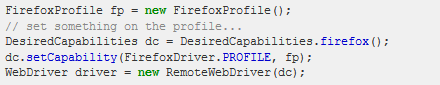 FirefoxProfile fp = new FirefoxProfile();
// set something on the profile...
DesiredCapabilities dc = DesiredCapabilities.firefox();
dc.setCapability(FirefoxDriver.PROFILE, fp);
WebDriver driver = new RemoteWebDriver(dc);